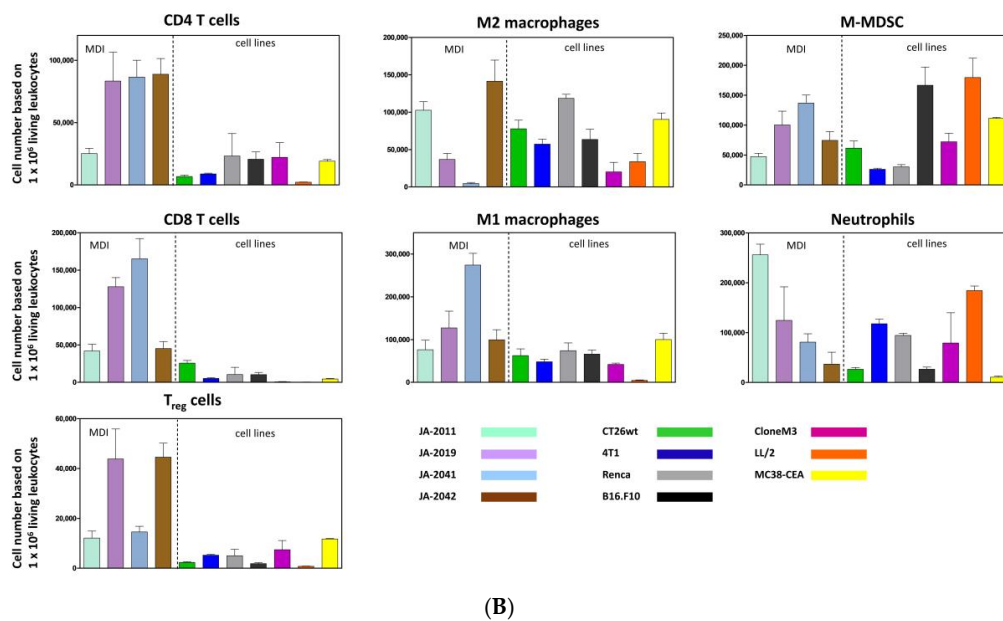 CD4 T cells
M2 macrophages
M-MDSC
Cell number based on
1 x 10⁶ living leukocytes
MDI
cell lines
100,000
50,000
0
MDI
cell lines
200,000
150,000
100,000
50,000
0
MDI
cell lines
250,000
200,000
150,000
100,000
50,000
0
CD8 T cells
M1 macrophages
Neutrophils
Cell number based on
1 x 10⁶ living leukocytes
MDI
cell lines
200,000
150,000
100,000
50,000
0
MDI
cell lines
300,000
200,000
100,000
0
MDI
cell lines
300,000
200,000
100,000
0
Treg cells
Cell number based on
1 x 10⁶ living leukocytes
MDI
cell lines
60,000
40,000
20,000
0
JA-2011
CT26wt
CloneM3
JA-2019
4T1
LL/2
JA-2041
Renca
MC38-CEA
JA-2042
B16.F10
(B)